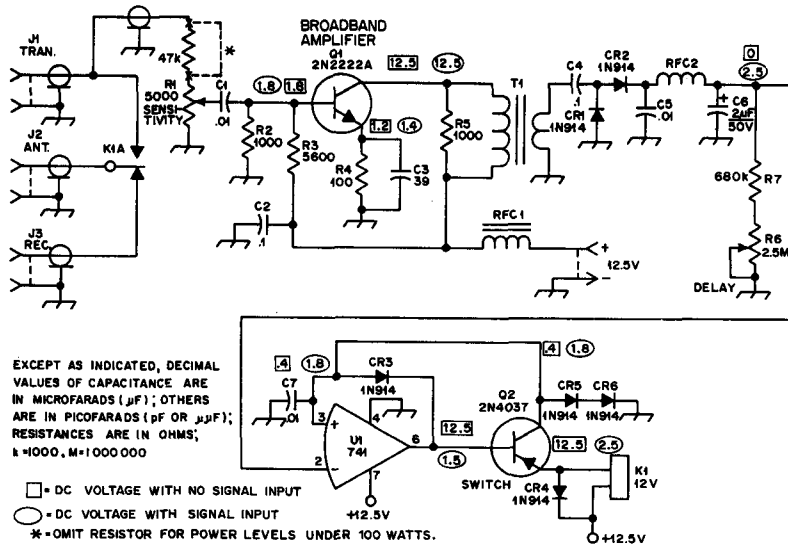 BROADBAND
AMPLIFIER
Q1
2N2222A
J1
TRAN.
47k
*
R1
5000
SENSI
TIVITY
C1
.01
1.8
1.8
12.5
12.5
T1
C4
.1
CR2
1N914
RFC2
0
2.5
J2
ANT.
K1A
R2
1000
R3
5600
1.2
1.4
R4
100
C3
39
R5
1000
CR1
1N914
C5
.01
+
C6
2µF
50V
680k
R7
J3
REC.
C2
.1
RFC1
+
12.5V
-
R6
2.5M
DELAY
EXCEPT AS INDICATED, DECIMAL
VALUES OF CAPACITANCE ARE
IN MICROFARADS (µF); OTHERS
ARE IN PICOFARADS (pF OR µµF);
RESISTANCES ARE IN OHMS;
k=1000, M=1000000
.4
1.8
CR3
1N914
.4
1.8
C7
.01
3
+
4
U1
741
6
2
-
7
+12.5V
12.5
1.5
Q2
2N4037
CR5
1N914
CR6
1N914
12.5
2.5
SWITCH
CR4
1N914
K1
12V
+12.5V
= DC VOLTAGE WITH NO SIGNAL INPUT
= DC VOLTAGE WITH SIGNAL INPUT
* = OMIT RESISTOR FOR POWER LEVELS UNDER 100 WATTS.